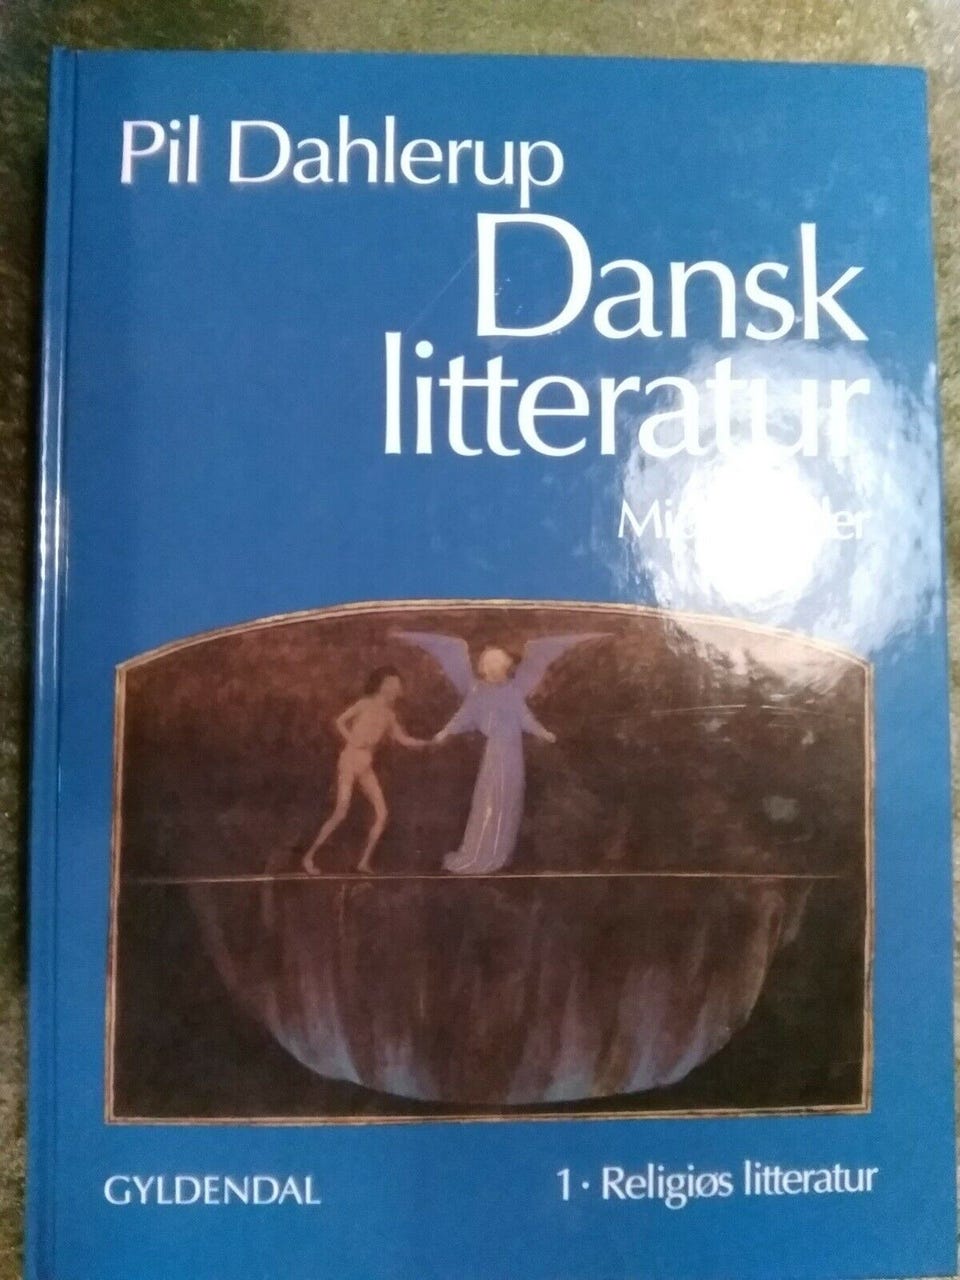 Pil Dahlerup
Dansk
litteratur
GYLDENDAL
1 · Religiøs litteratur